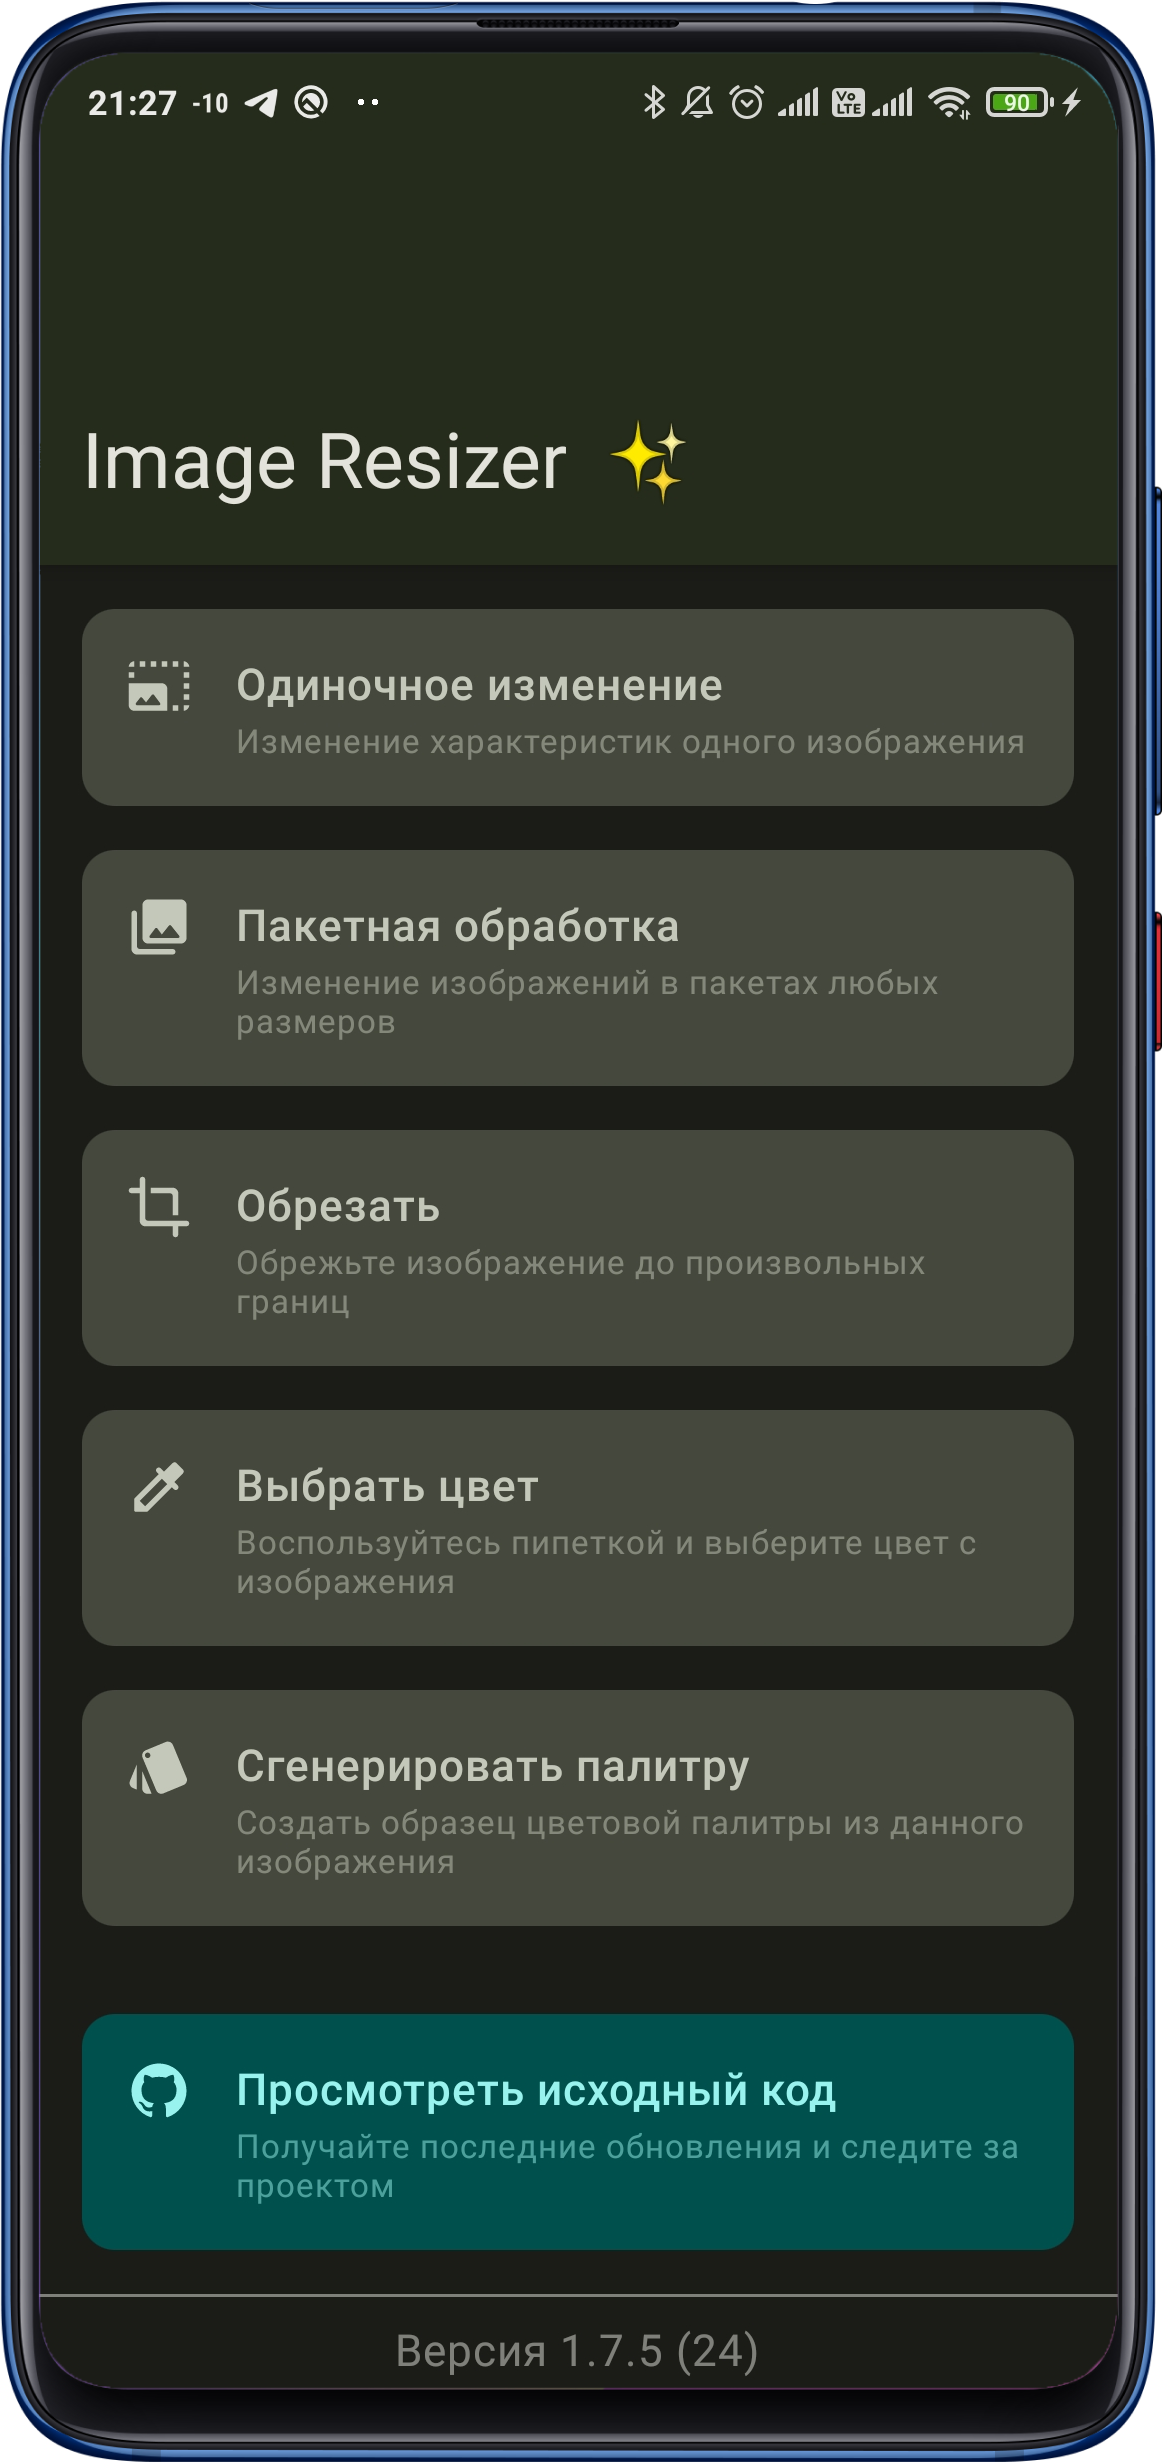 21:27 -10
Vo LTE 90
Image Resizer ✨
Одиночное изменение
Изменение характеристик одного изображения
Пакетная обработка
Изменение изображений в пакетах любых
размеров
Обрезать
Обрежьте изображение до произвольных
границ
Выбрать цвет
Воспользуйтесь пипеткой и выберите цвет с
изображения
Сгенерировать палитру
Создать образец цветовой палитры из данного
изображения
Просмотреть исходный код
Получайте последние обновления и следите за
проектом
Версия 1.7.5 (24)